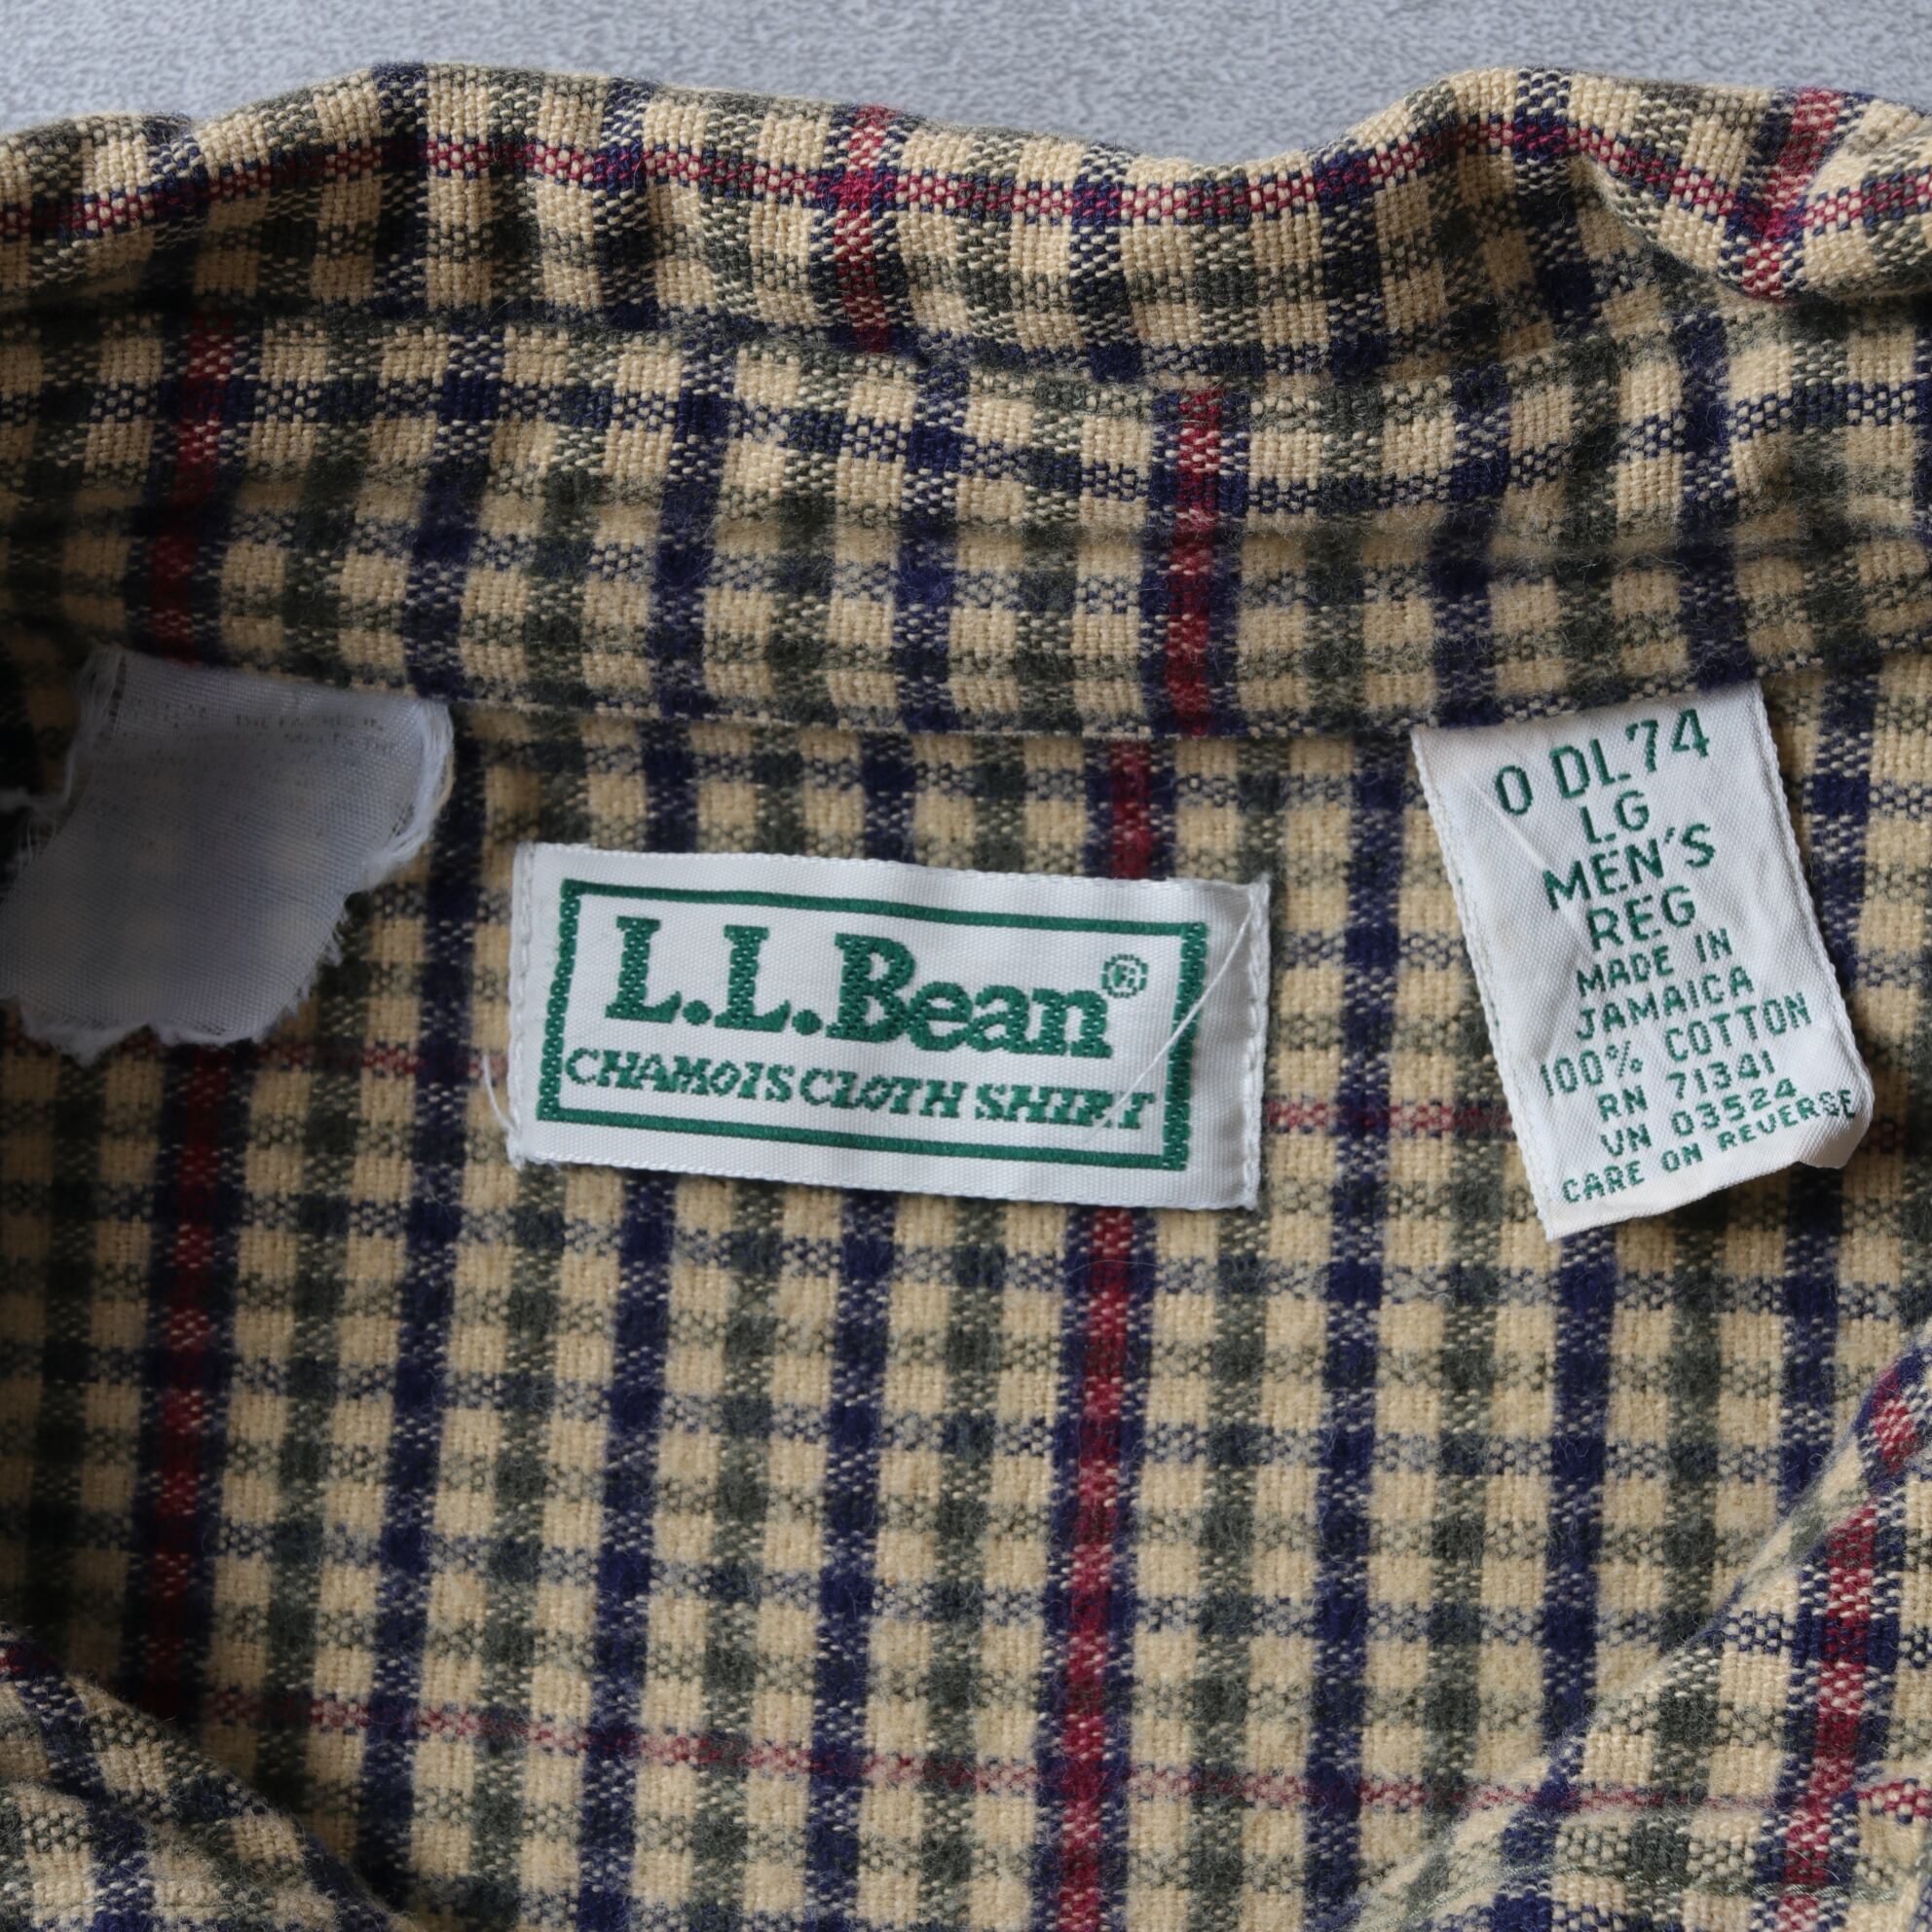 L.L.Bean®
CHAMOIS CLOTH SHIRT
0 DL74
LG
MEN'S
REG
MADE IN
JAMAICA
100% COTTON
RN 71341
VN 03524
CARE ON REVERSE